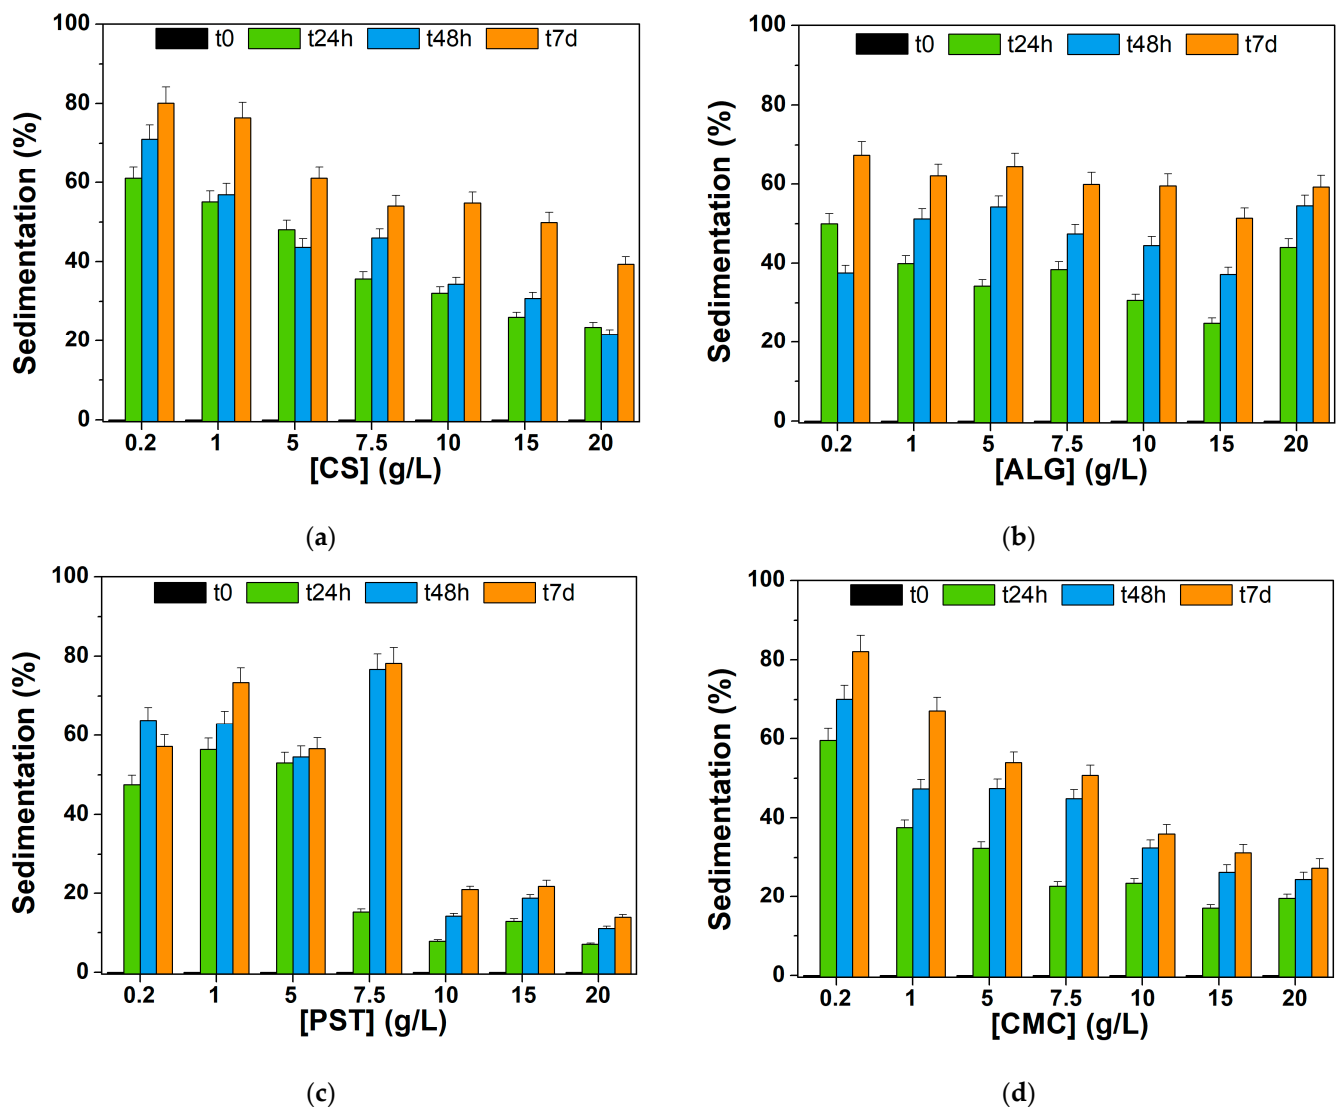 t0 t24h t48h t7d
Sedimentation (%)
100
80
60
40
20
0
0.2 1 5 7.5 10 15 20
[CS] (g/L)
(a)
t0 t24h t48h t7d
Sedimentation (%)
100
80
60
40
20
0
0.2 1 5 7.5 10 15 20
[ALG] (g/L)
(b)
t0 t24h t48h t7d
Sedimentation (%)
100
80
60
40
20
0
0.2 1 5 7.5 10 15 20
[PST] (g/L)
(c)
t0 t24h t48h t7d
Sedimentation (%)
100
80
60
40
20
0
0.2 1 5 7.5 10 15 20
[CMC] (g/L)
(d)